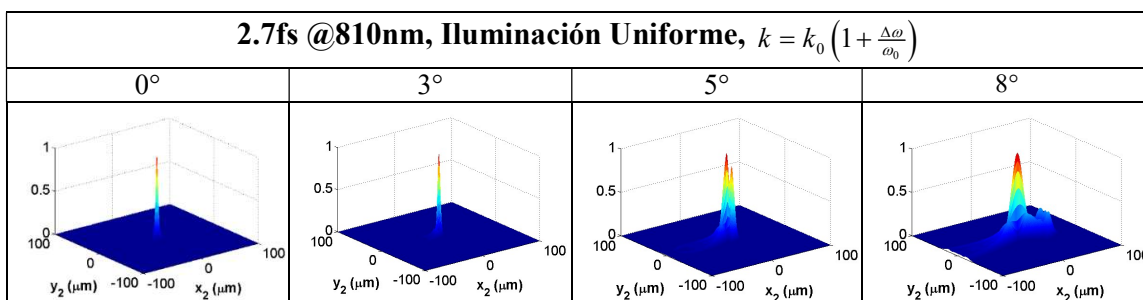 2.7fs @810nm, Iluminación Uniforme, k = k₀ (1 + Δω/ω₀)
0° 3° 5° 8°
1 1 1 1
0.5 0.5 0.5 0.5
0 0 0 0
100 100 100 100 100 100 100 100
0 0 0 0 0 0 0 0
y₂ (μm) -100 -100 x₂ (μm) y₂ (μm) -100 -100 x₂ (μm) y₂ (μm) -100 -100 x₂ (μm) y₂ (μm) -100 -100 x₂ (μm)